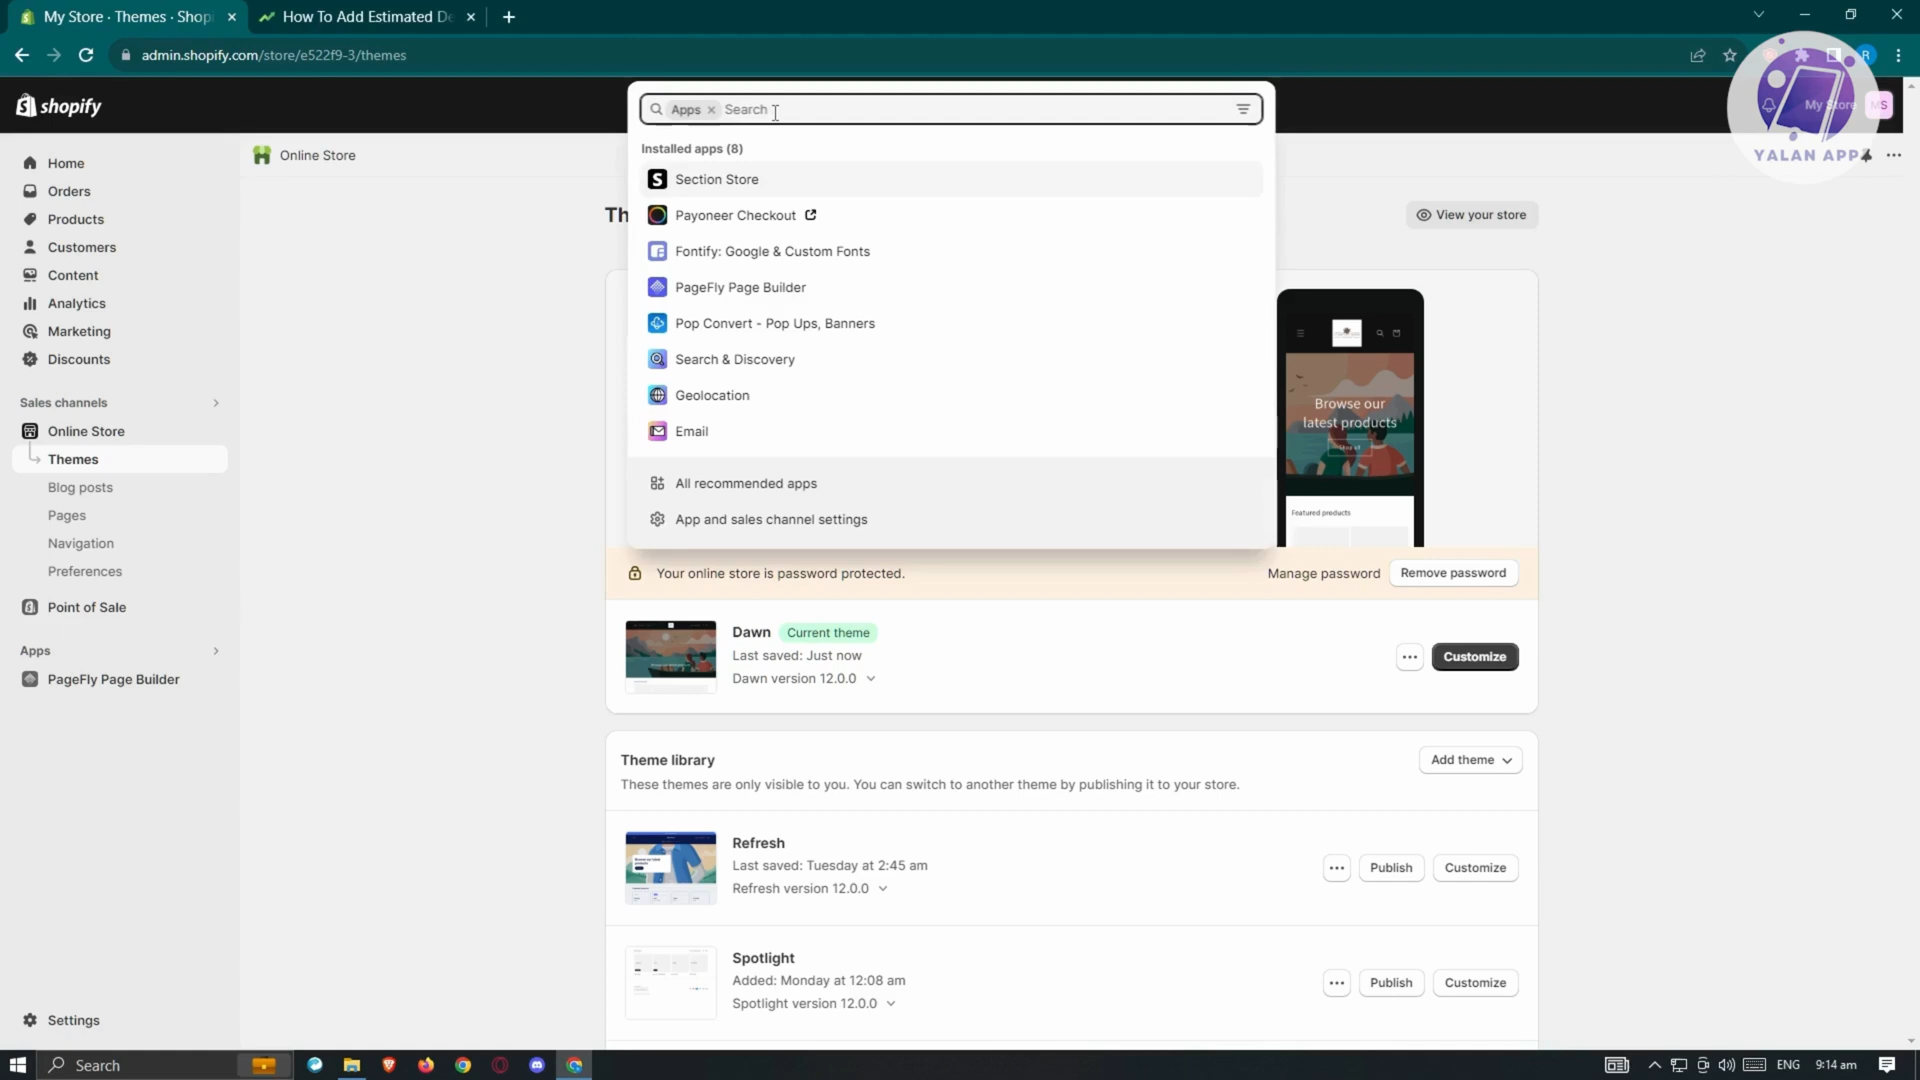 My Store · Themes · Shopi
How To Add Estimated De
admin.shopify.com/store/e522f9-3/themes
R
shopify
Apps
Search
My Store
MS
YALAN APP
Home
Orders
Products
Customers
Content
Analytics
Marketing
Discounts
Sales channels
Online Store
Themes
Blog posts
Pages
Navigation
Preferences
Point of Sale
Apps
PageFly Page Builder
Settings
Online Store
Th
View your store
Installed apps (8)
Section Store
Payoneer Checkout
Fontify: Google & Custom Fonts
PageFly Page Builder
Pop Convert - Pop Ups, Banners
Search & Discovery
Geolocation
Email
All recommended apps
App and sales channel settings
Browse our
latest products
Shop all
Featured products
Your online store is password protected.
Manage password
Remove password
Dawn
Current theme
Last saved: Just now
Dawn version 12.0.0
Customize
Theme library
Add theme
These themes are only visible to you. You can switch to another theme by publishing it to your store.
Refresh
Last saved: Tuesday at 2:45 am
Refresh version 12.0.0
Publish
Customize
Spotlight
Added: Monday at 12:08 am
Spotlight version 12.0.0
Publish
Customize
Search
ENG
9:14 am